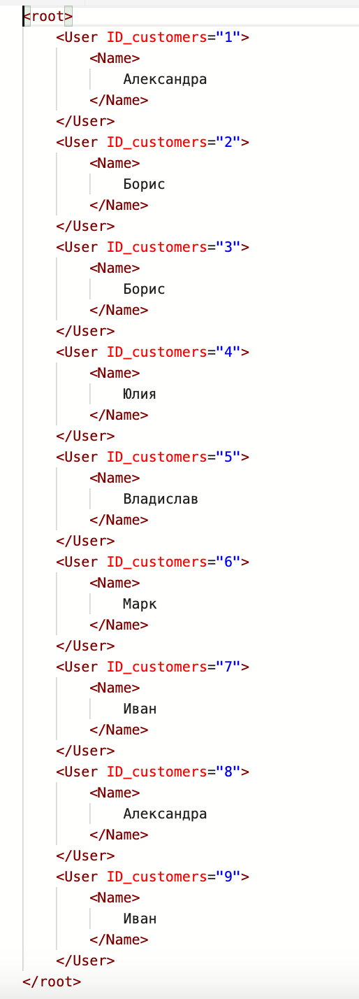 <root>
<User ID_customers="1">
<Name>
Александра
</Name>
</User>
<User ID_customers="2">
<Name>
Борис
</Name>
</User>
<User ID_customers="3">
<Name>
Борис
</Name>
</User>
<User ID_customers="4">
<Name>
Юлия
</Name>
</User>
<User ID_customers="5">
<Name>
Владислав
</Name>
</User>
<User ID_customers="6">
<Name>
Марк
</Name>
</User>
<User ID_customers="7">
<Name>
Иван
</Name>
</User>
<User ID_customers="8">
<Name>
Александра
</Name>
</User>
<User ID_customers="9">
<Name>
Иван
</Name>
</User>
</root>